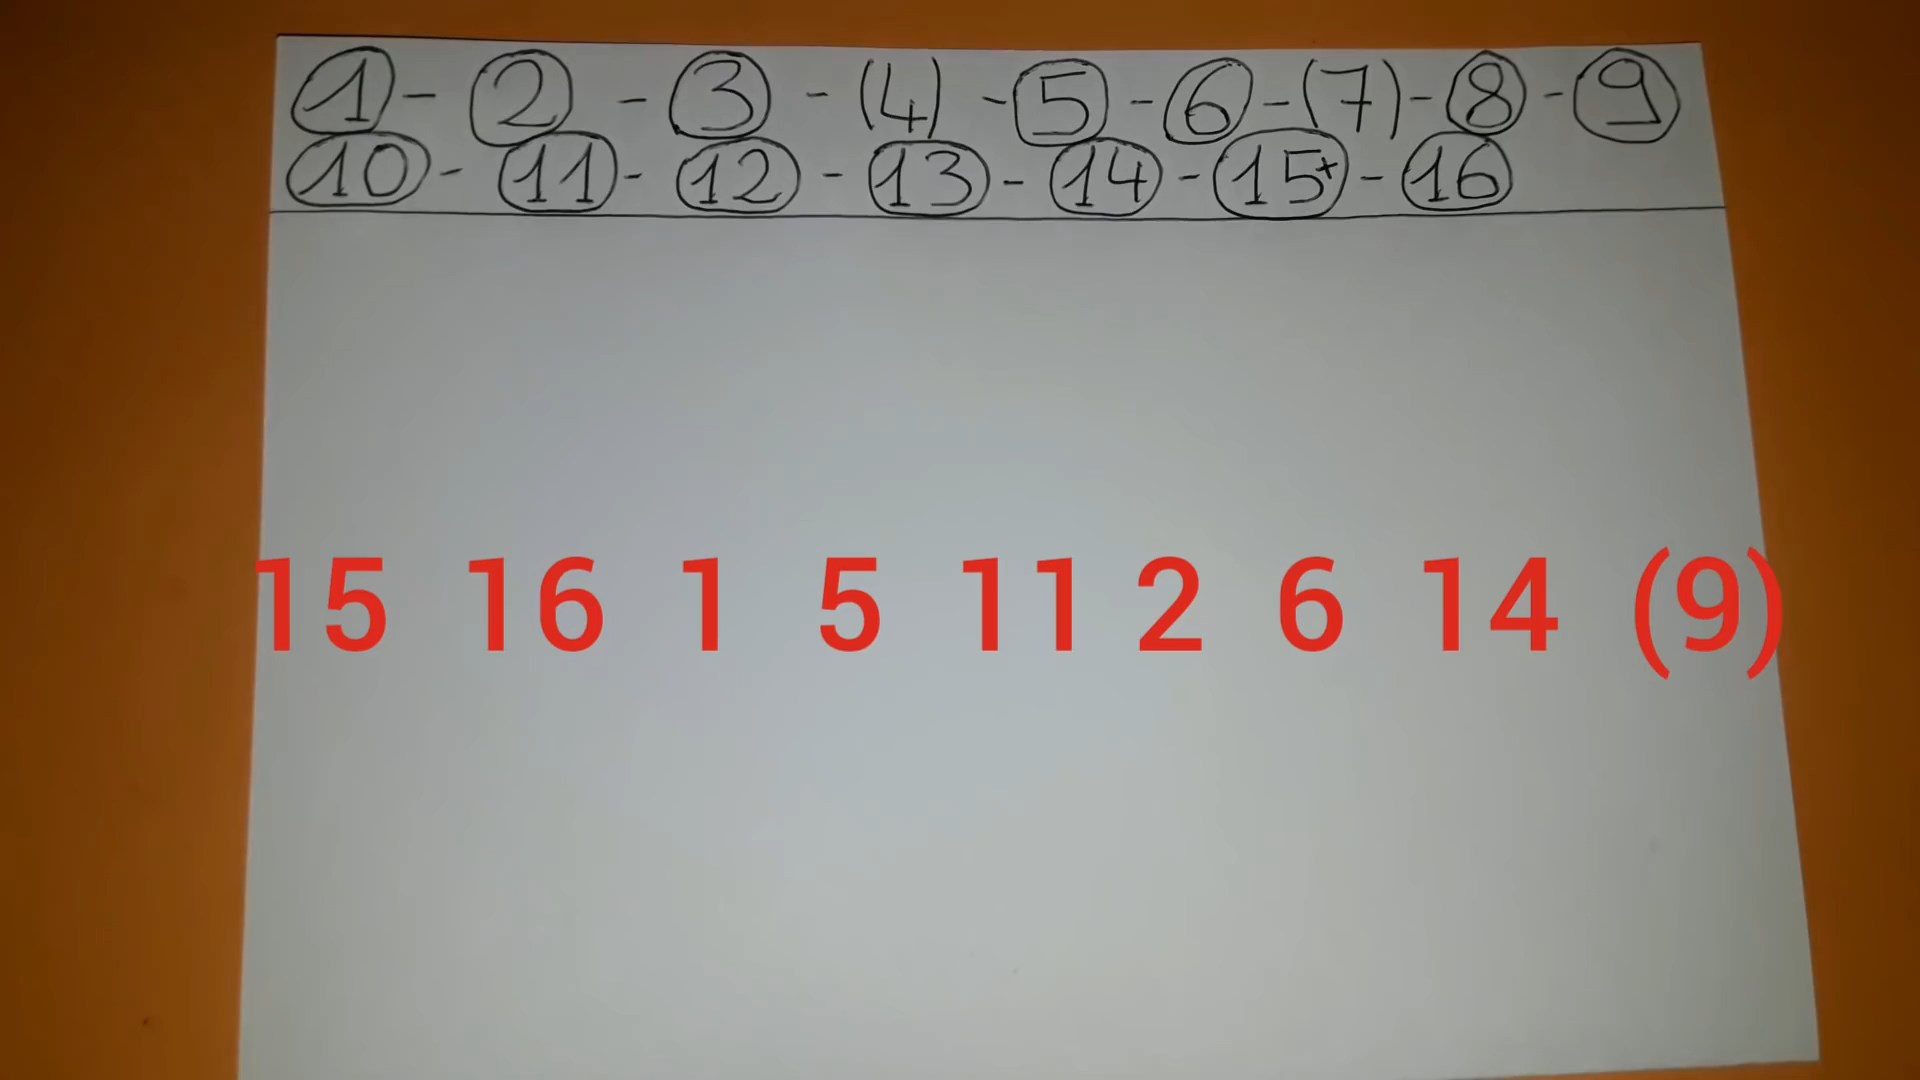 1 - 2 - 3 - (4) - 5 - 6 - (7) - 8 - 9
10 - 11 - 12 - 13 - 14 - 15+ - 16
15 16 1 5 11 2 6 14 (9)